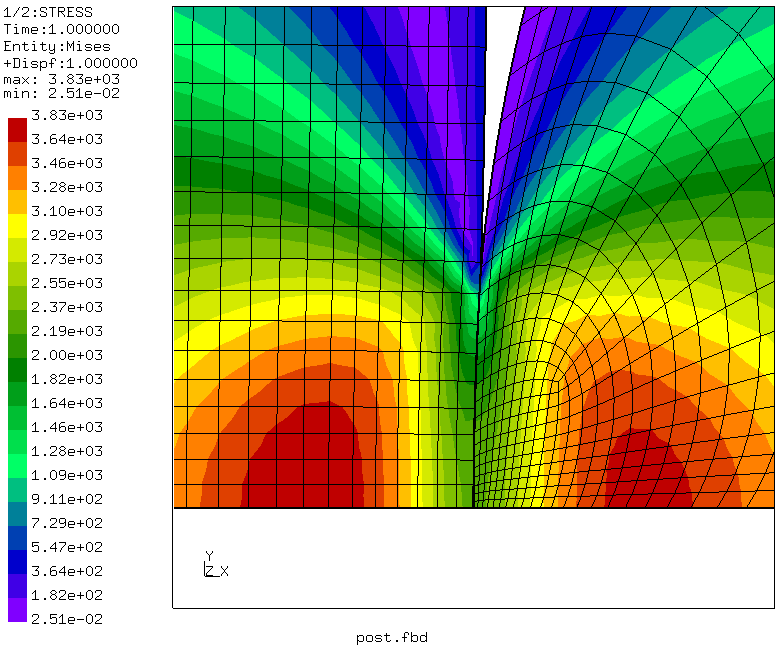 1/2:STRESS
Time:1.000000
Entity:Mises
+Dispf:1.000000
max: 3.83e+03
min: 2.51e-02
3.83e+03
3.64e+03
3.46e+03
3.28e+03
3.10e+03
2.92e+03
2.73e+03
2.55e+03
2.37e+03
2.19e+03
2.00e+03
1.82e+03
1.64e+03
1.46e+03
1.28e+03
1.09e+03
9.11e+02
7.29e+02
5.47e+02
3.64e+02
1.82e+02
2.51e-02
Y
Z X
post.fbd